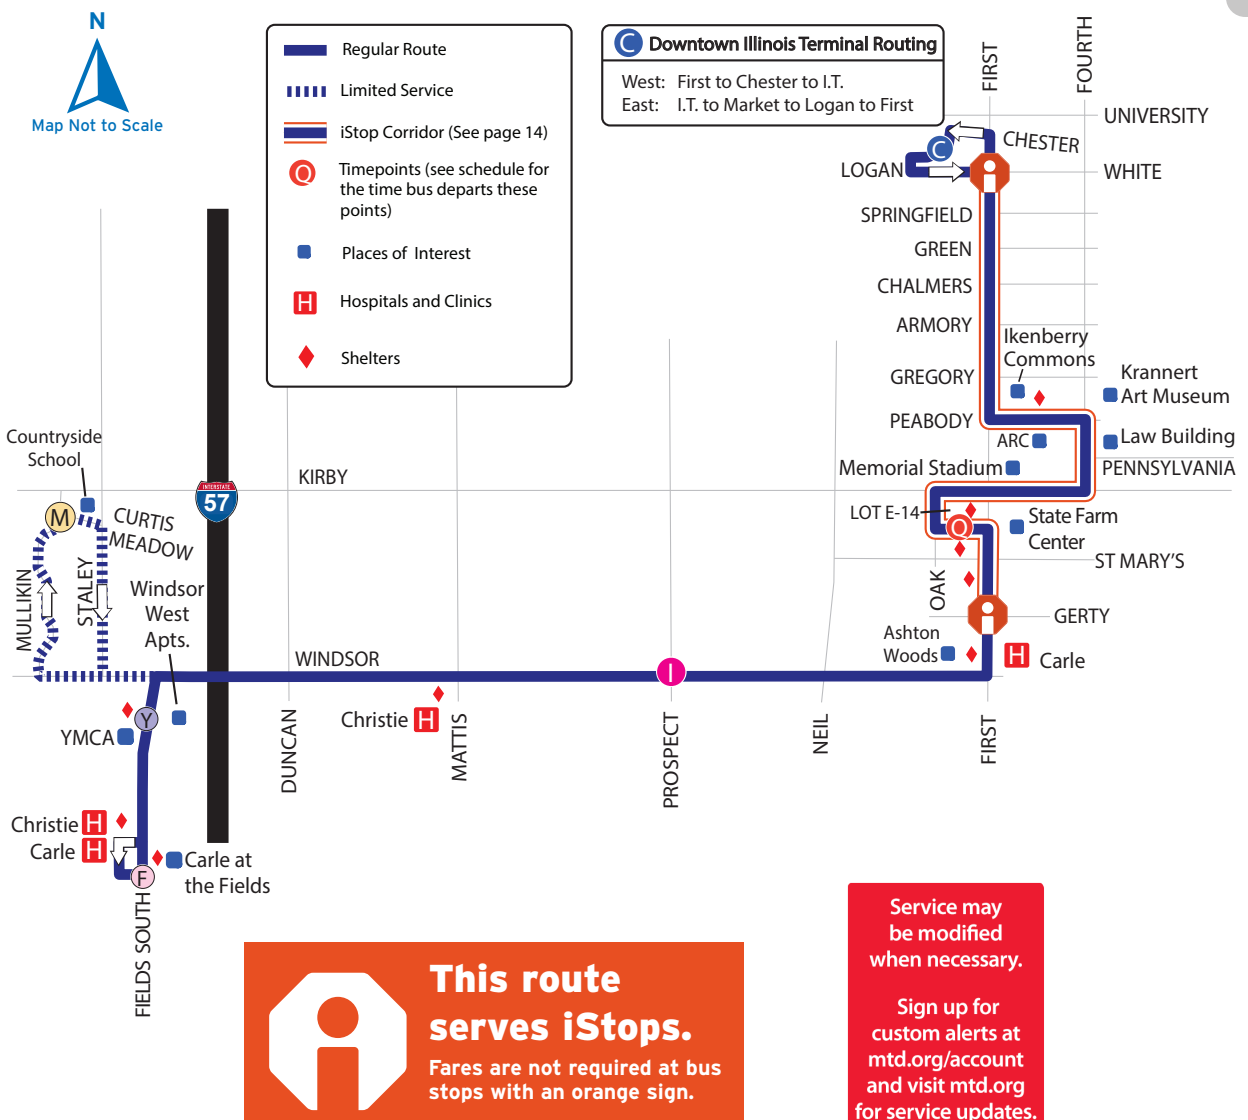 N
Map Not to Scale
Regular Route
Limited Service
iStop Corridor (See page 14)
Q
Timepoints (see schedule for
the time bus departs these
points)
Places of Interest
H
Hospitals and Clinics
Shelters
C Downtown Illinois Terminal Routing
West: First to Chester to I.T.
East: I.T. to Market to Logan to First
FIRST
FOURTH
UNIVERSITY
CHESTER
C
LOGAN
WHITE
SPRINGFIELD
GREEN
CHALMERS
ARMORY
Ikenberry
Commons
GREGORY
Krannert
Art Museum
PEABODY
ARC
Law Building
Memorial Stadium
PENNSYLVANIA
LOT E-14
Q
State Farm
Center
ST MARY'S
OAK
GERTY
Ashton
Woods
H Carle
Countryside
School
KIRBY
INTERSTATE
57
M
CURTIS
MEADOW
MULLIKIN
STALEY
Windsor
West
Apts.
WINDSOR
I
Y
YMCA
Christie H
DUNCAN
MATTIS
PROSPECT
NEIL
FIRST
Christie H
Carle H
F
Carle at
the Fields
FIELDS SOUTH
This route
serves iStops.
Fares are not required at bus
stops with an orange sign.
Service may
be modified
when necessary.
Sign up for
custom alerts at
mtd.org/account
and visit mtd.org
for service updates.